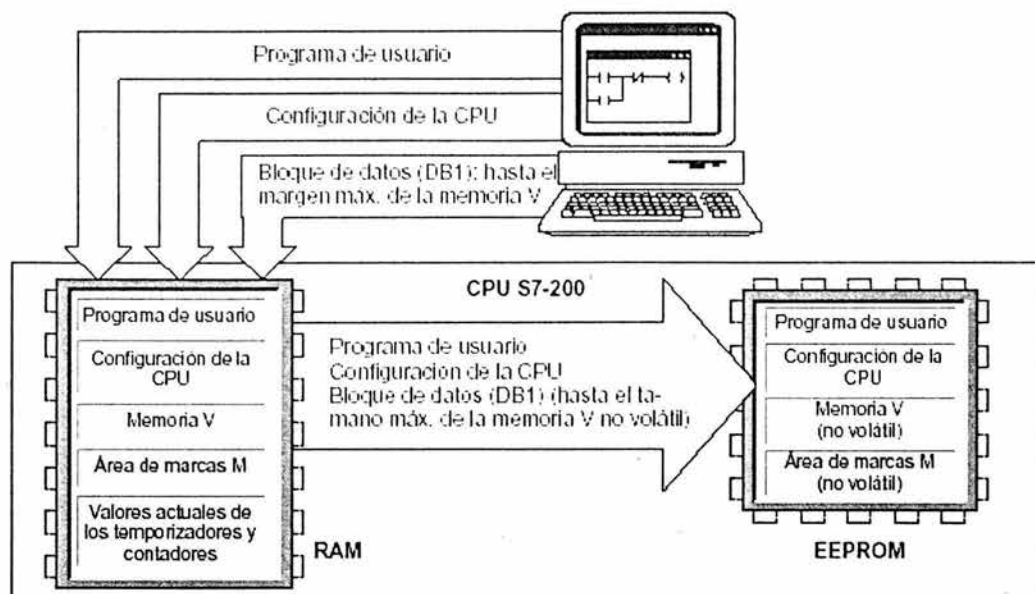 Programa de usuario
Configuración de la CPU
Bloque de datos (DB1): hasta el
margen máx. de la memoria V
CPU S7-200
Programa de usuario
Configuración de la
CPU
Memoria V
Área de marcas M
Valores actuales de
los temporizadores y
contadores
RAM
Programa de usuario
Configuración de la CPU
Bloque de datos (DB1) (hasta el ta-
mano máx. de la memoria V no volátil)
Programa de usuario
Configuración de la
CPU
Memoria V
(no volátil)
Área de marcas M
(no volátil)
EEPROM